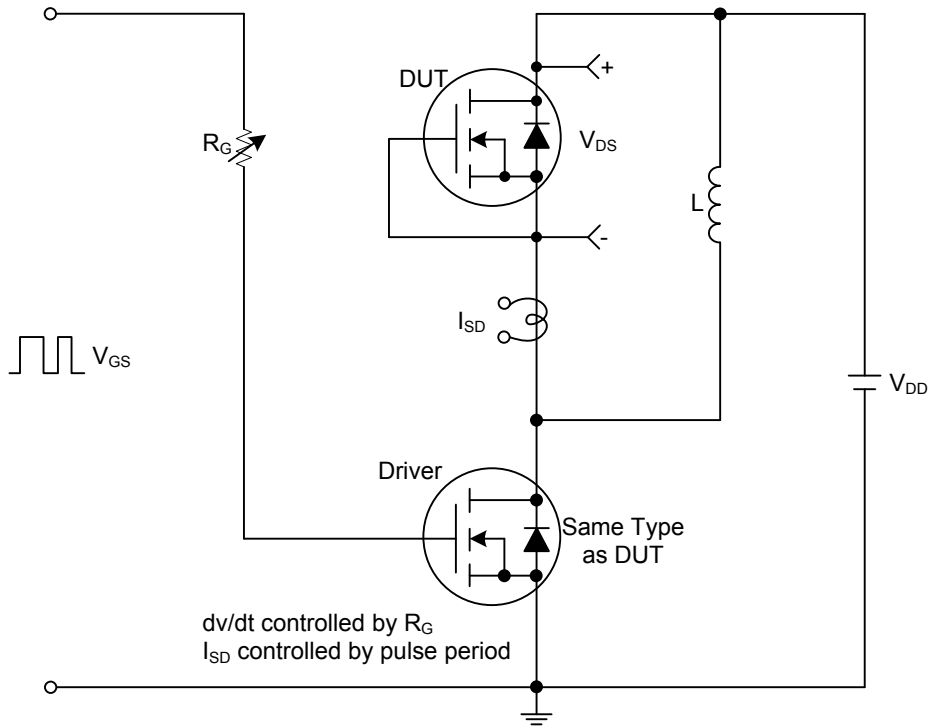 DUT
+
R_G
V_DS
L
-
I_SD
V_GS
V_DD
Driver
Same Type
as DUT
dv/dt controlled by R_G
I_SD controlled by pulse period